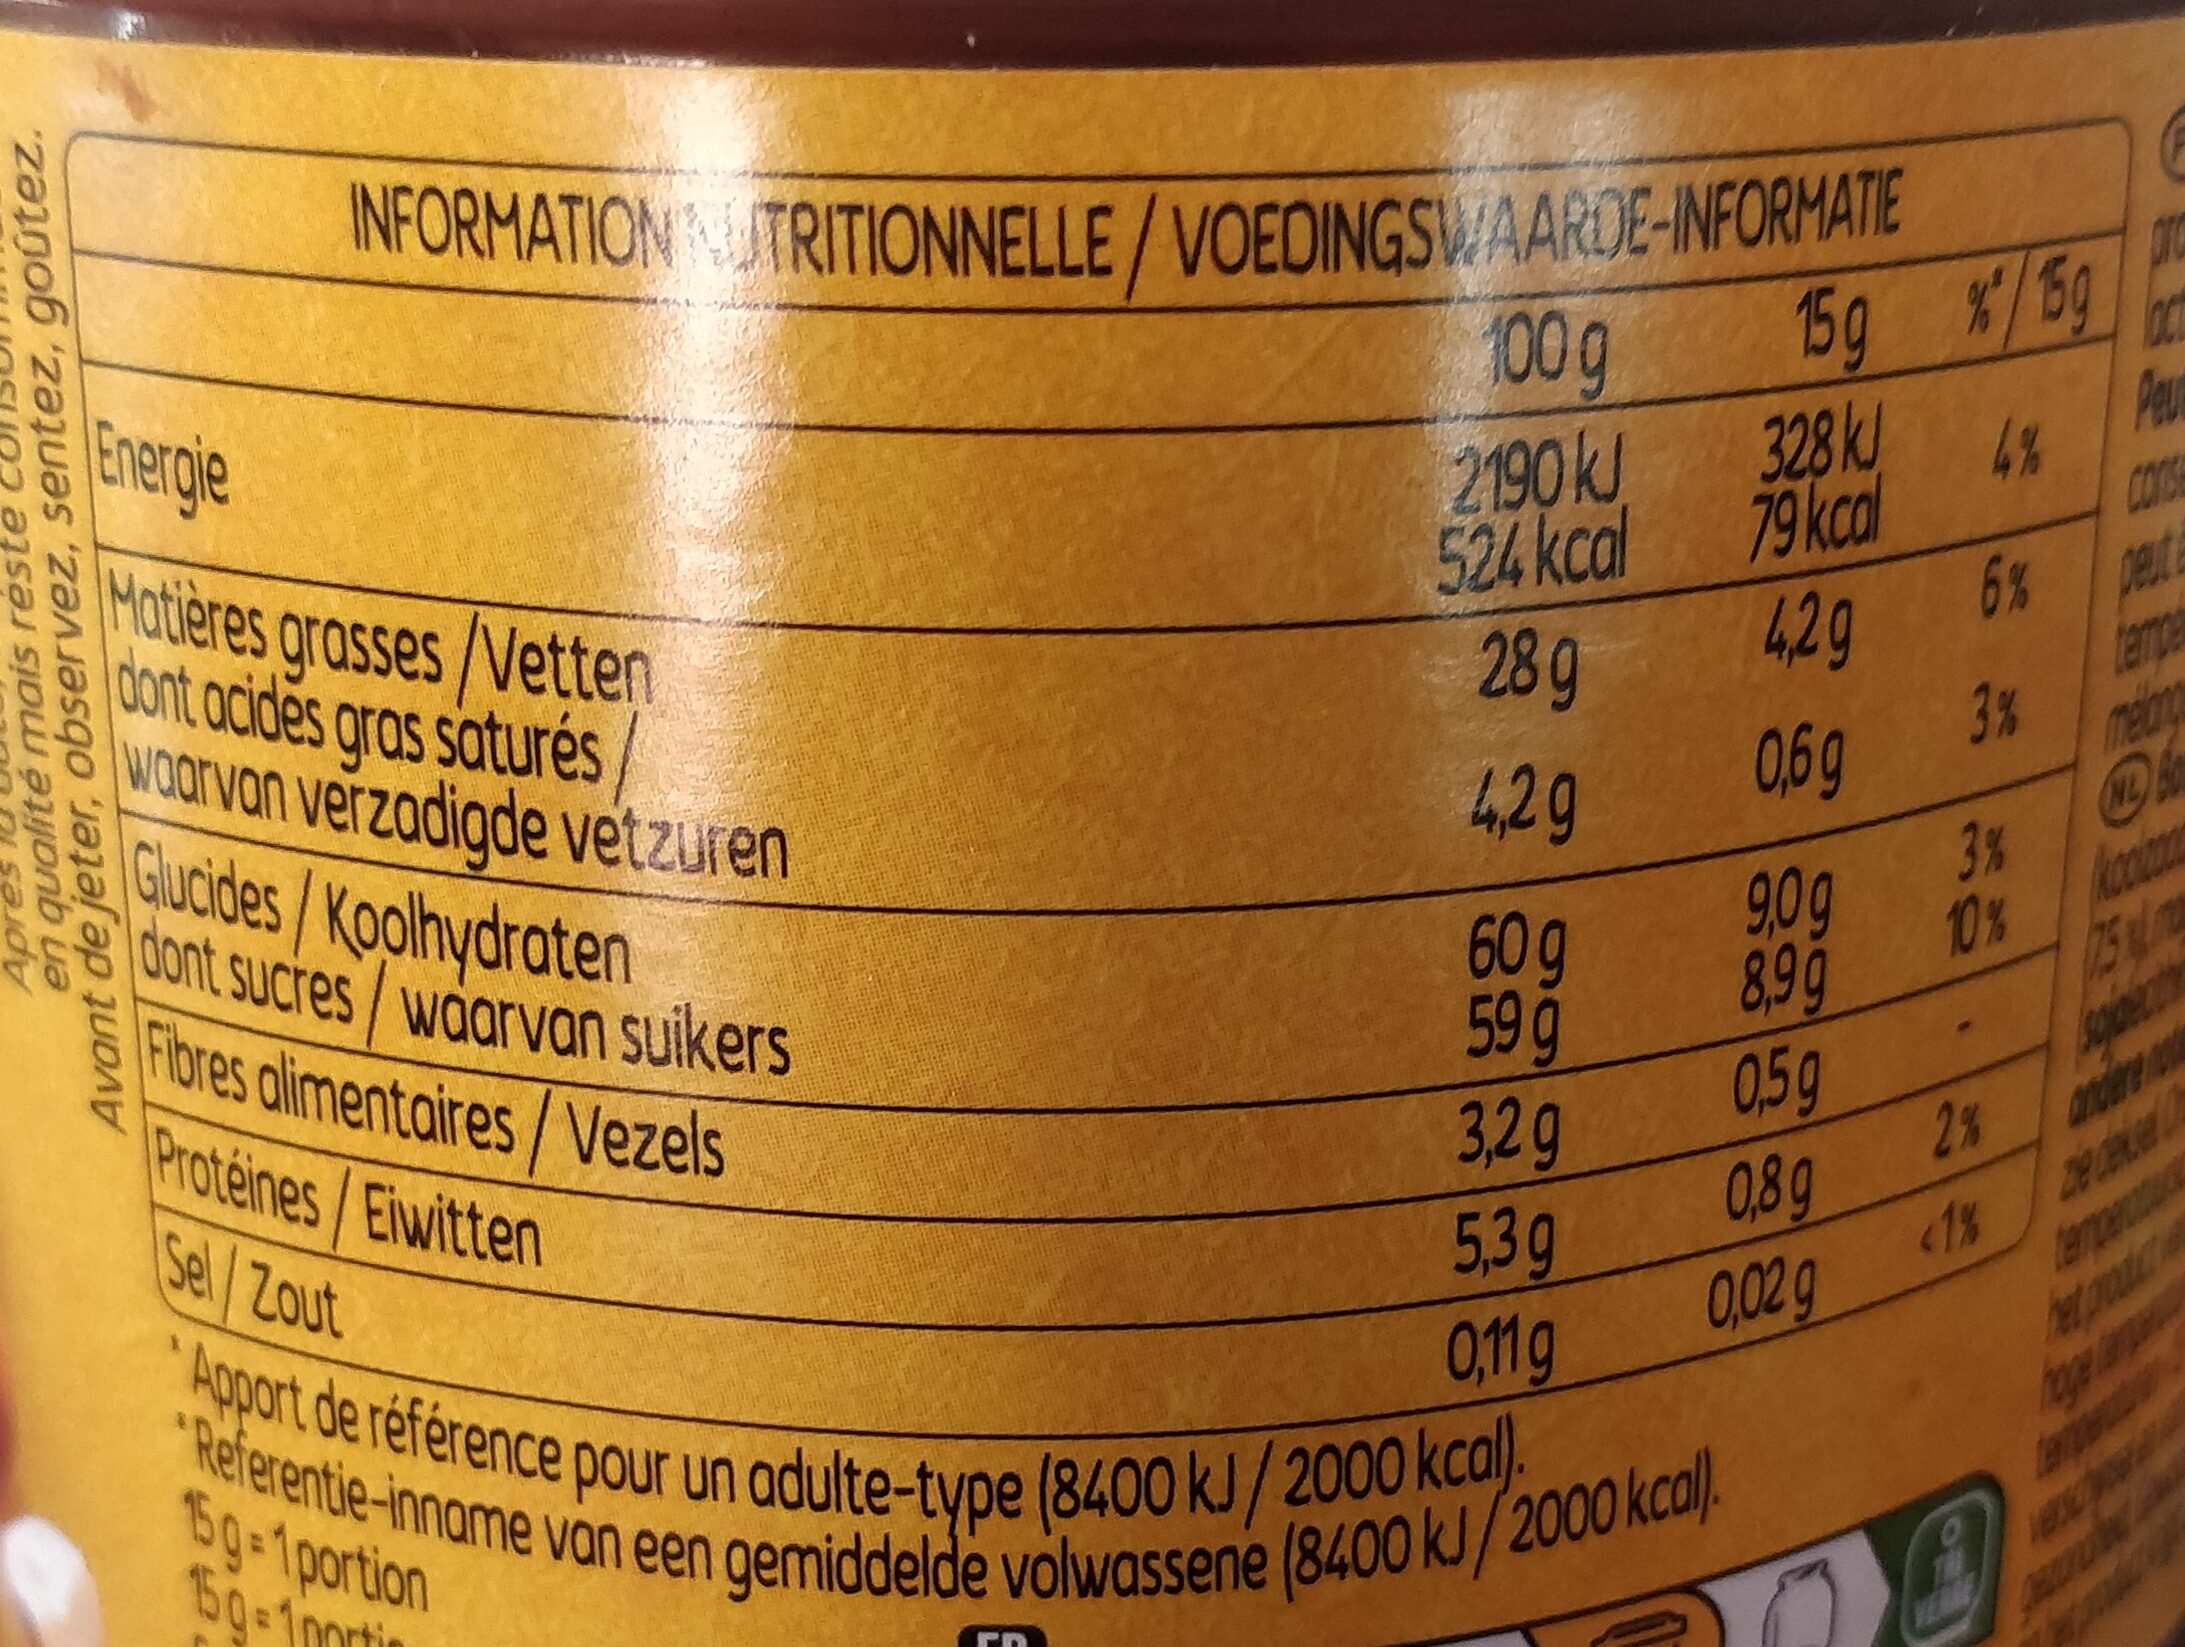 en qualité mais reste
Avant de jeter, observez, sentez, goûtez.
INFORMATION NUTRITIONNELLE / VOEDINGSWAARDE-INFORMATIE
100 g 15 g %*/ 15 g
Energie 2190 kJ 328 kJ 4 %
524 kcal 79 kcal
Matières grasses / Vetten 28 g 4,2 g 6 %
dont acides gras saturés /
waarvan verzadigde vetzuren 4,2 g 0,6 g 3 %
Glucides / Koolhydraten 60 g 9,0 g 3 %
dont sucres / waarvan suikers 59 g 8,9 g 10 %
Fibres alimentaires / Vezels 3,2 g 0,5 g -
Protéines / Eiwitten 5,3 g 0,8 g 2 %
Sel / Zout 0,11 g 0,02 g <1 %
*Apport de référence pour un adulte-type (8400 kJ / 2000 kcal).
*Referentie-inname van een gemiddelde volwassene (8400 kJ / 2000 kcal).
15 g = 1 portion
15 g = 1
FR
NL